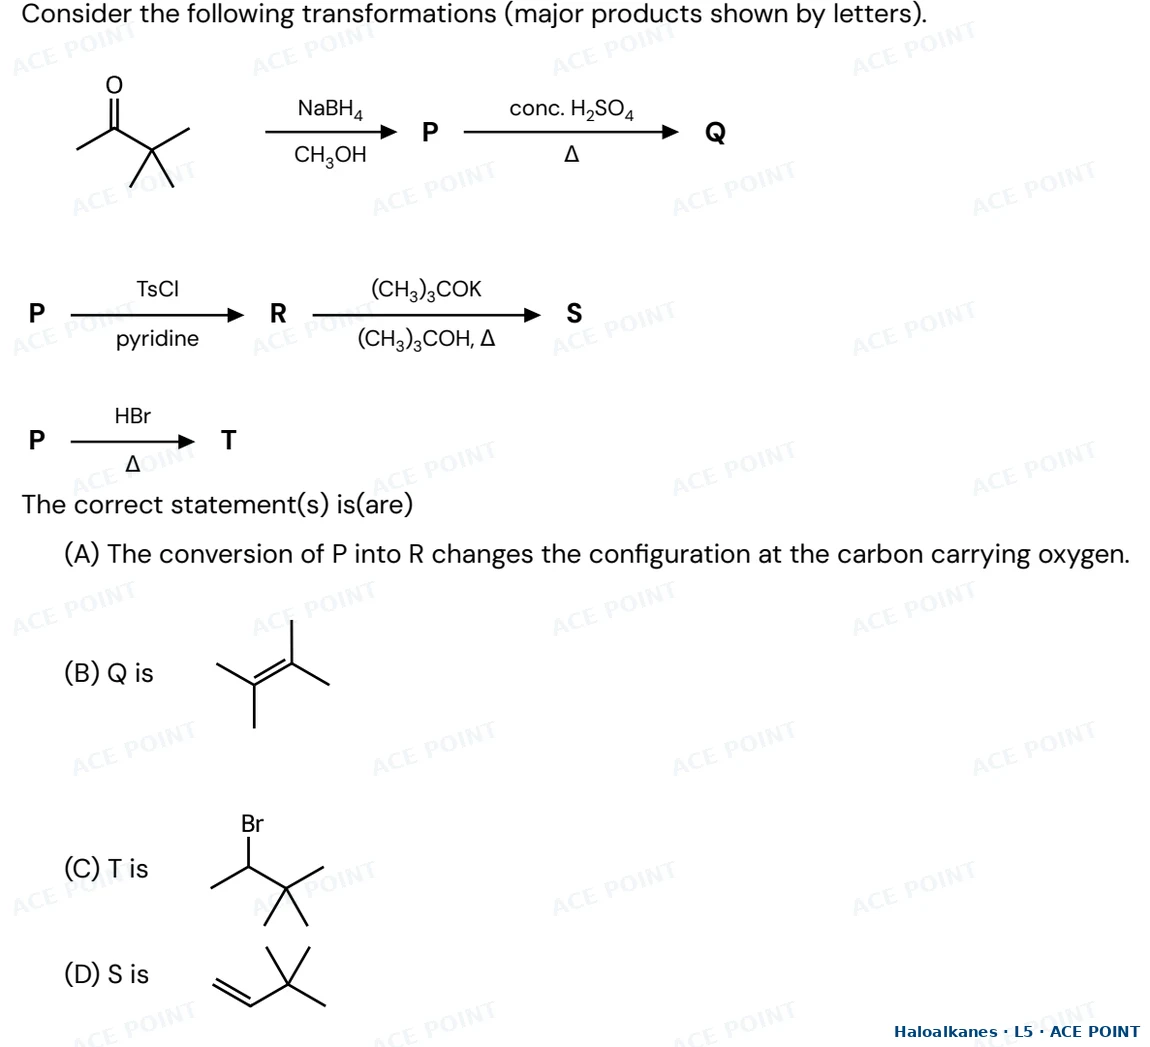 Consider the following transformations (major products shown by letters).
O
NaBH4
CH3OH
P
conc. H2SO4
Δ
Q
P
TsCl
pyridine
R
(CH3)3COK
(CH3)3COH, Δ
S
P
HBr
Δ
T
The correct statement(s) is(are)
(A) The conversion of P into R changes the configuration at the carbon carrying oxygen.
(B) Q is
(C) T is
Br
(D) S is
Haloalkanes · L5 · ACE POINT
ACE POINT